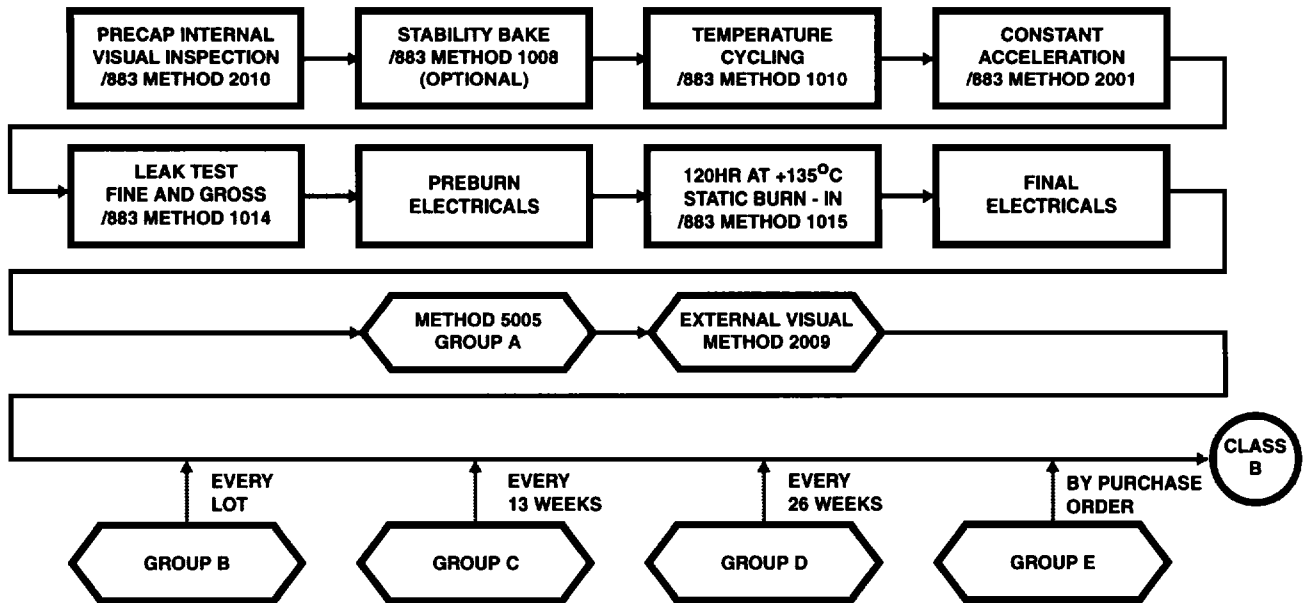 PRECAP INTERNAL
VISUAL INSPECTION
/883 METHOD 2010
STABILITY BAKE
/883 METHOD 1008
(OPTIONAL)
TEMPERATURE
CYCLING
/883 METHOD 1010
CONSTANT
ACCELERATION
/883 METHOD 2001
LEAK TEST
FINE AND GROSS
/883 METHOD 1014
PREBURN
ELECTRICALS
120HR AT +135°C
STATIC BURN - IN
/883 METHOD 1015
FINAL
ELECTRICALS
METHOD 5005
GROUP A
EXTERNAL VISUAL
METHOD 2009
CLASS
B
EVERY
LOT
EVERY
13 WEEKS
EVERY
26 WEEKS
BY PURCHASE
ORDER
GROUP B
GROUP C
GROUP D
GROUP E